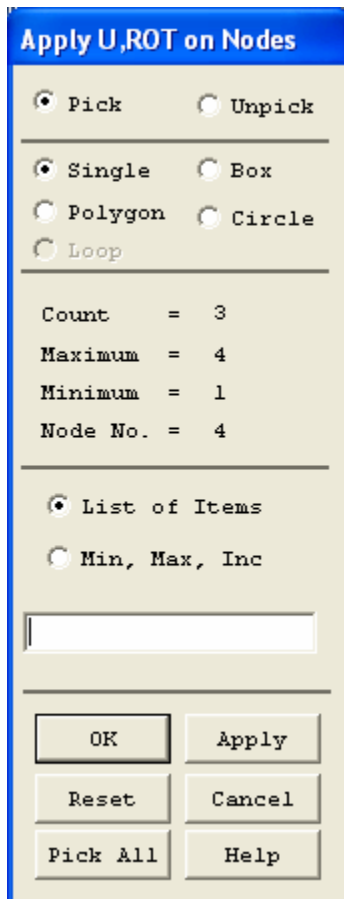 Apply U,ROT on Nodes
Pick Unpick
Single Box
Polygon Circle
Loop
Count = 3
Maximum = 4
Minimum = 1
Node No. = 4
List of Items
Min, Max, Inc
OK Apply
Reset Cancel
Pick All Help